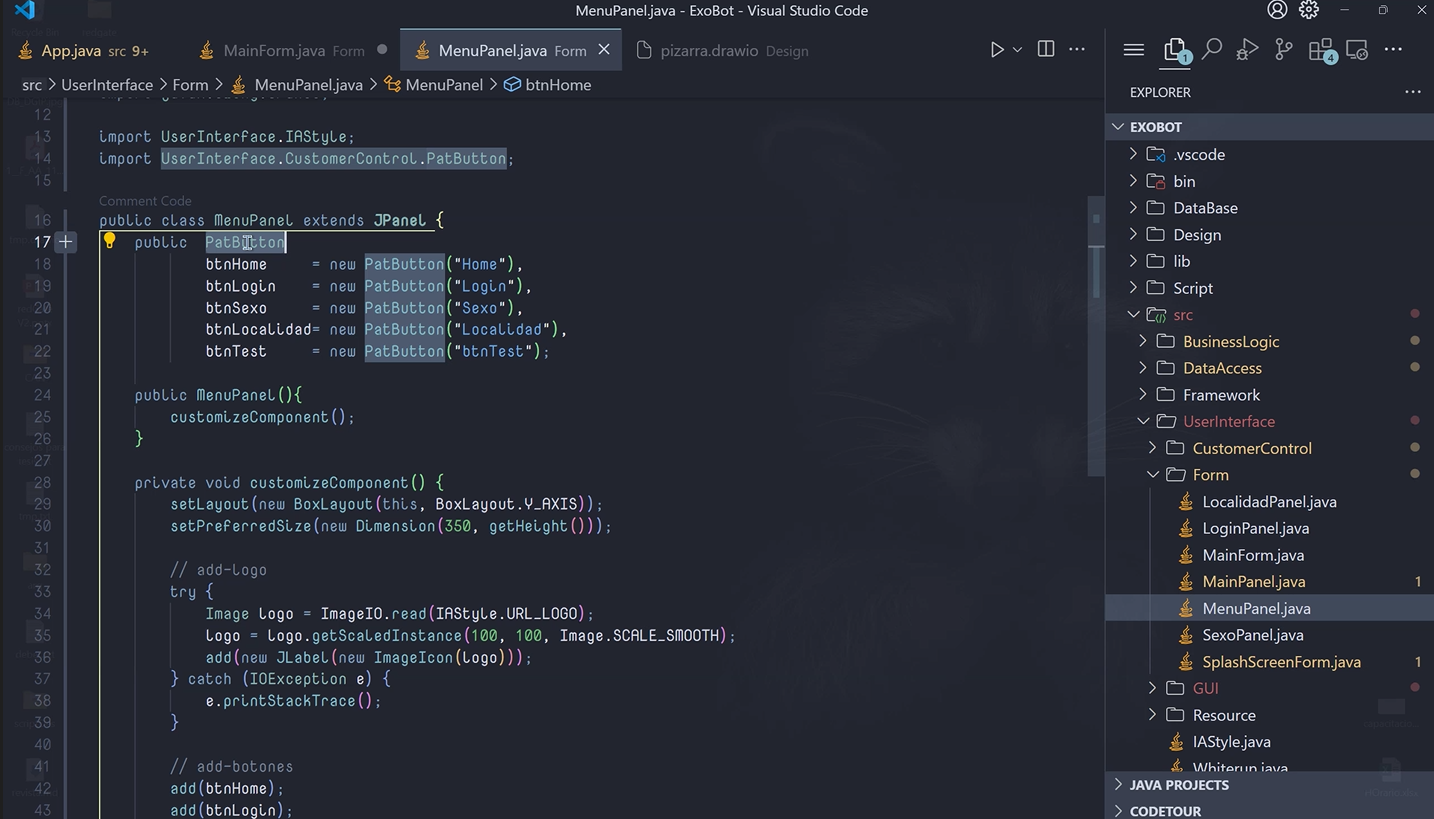 MenuPanel.java - ExoBot - Visual Studio Code
App.java src 9+
MainForm.java Form
MenuPanel.java Form
pizarra.drawio Design
src > UserInterface > Form > MenuPanel.java > MenuPanel > btnHome
12
13 import UserInterface.IAStyle;
14 import UserInterface.CustomerControl.PatButton;
15
Comment Code
16 public class MenuPanel extends JPanel {
17 public PatButton
18 btnHome = new PatButton("Home"),
19 btnLogin = new PatButton("Login"),
20 btnSexo = new PatButton("Sexo"),
21 btnLocalidad= new PatButton("Localidad"),
22 btnTest = new PatButton("btnTest");
23
24 public MenuPanel(){
25 customizeComponent();
26 }
27
28 private void customizeComponent() {
29 setLayout(new BoxLayout(this, BoxLayout.Y_AXIS));
30 setPreferredSize(new Dimension(350, getHeight()));
31
32 // add-logo
33 try {
34 Image logo = ImageIO.read(IAStyle.URL_LOGO);
35 logo = logo.getScaledInstance(100, 100, Image.SCALE_SMOOTH);
36 add(new JLabel(new ImageIcon(logo)));
37 } catch (IOException e) {
38 e.printStackTrace();
39 }
40
41 // add-botones
42 add(btnHome);
43 add(btnLogin);
1
4
EXPLORER
EXOBOT
.vscode
bin
DataBase
Design
lib
Script
src
BusinessLogic
DataAccess
Framework
UserInterface
CustomerControl
Form
LocalidadPanel.java
LoginPanel.java
MainForm.java
MainPanel.java 1
MenuPanel.java
SexoPanel.java
SplashScreenForm.java 1
GUI
Resource
IAStyle.java
Whiterun.java
JAVA PROJECTS
CODETOUR